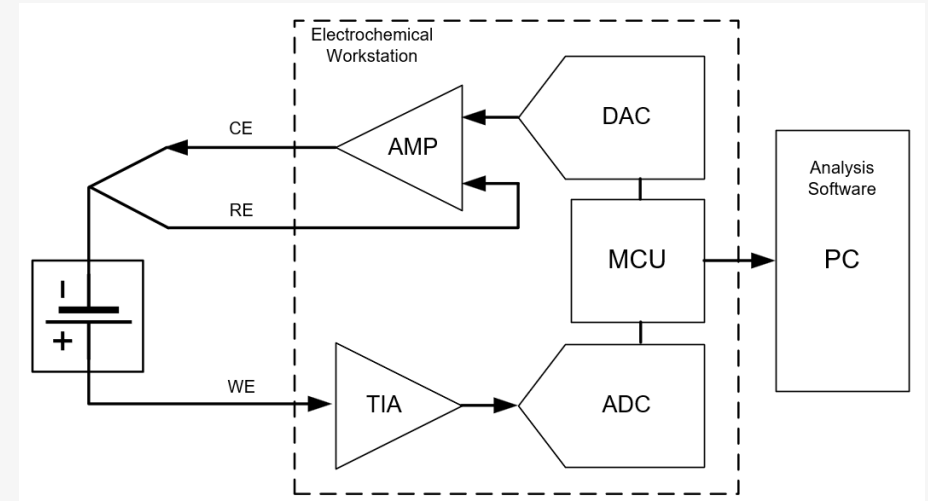 Electrochemical
Workstation
DAC
AMP
CE
RE
Analysis
Software
MCU
PC
–
+
WE
TIA
ADC